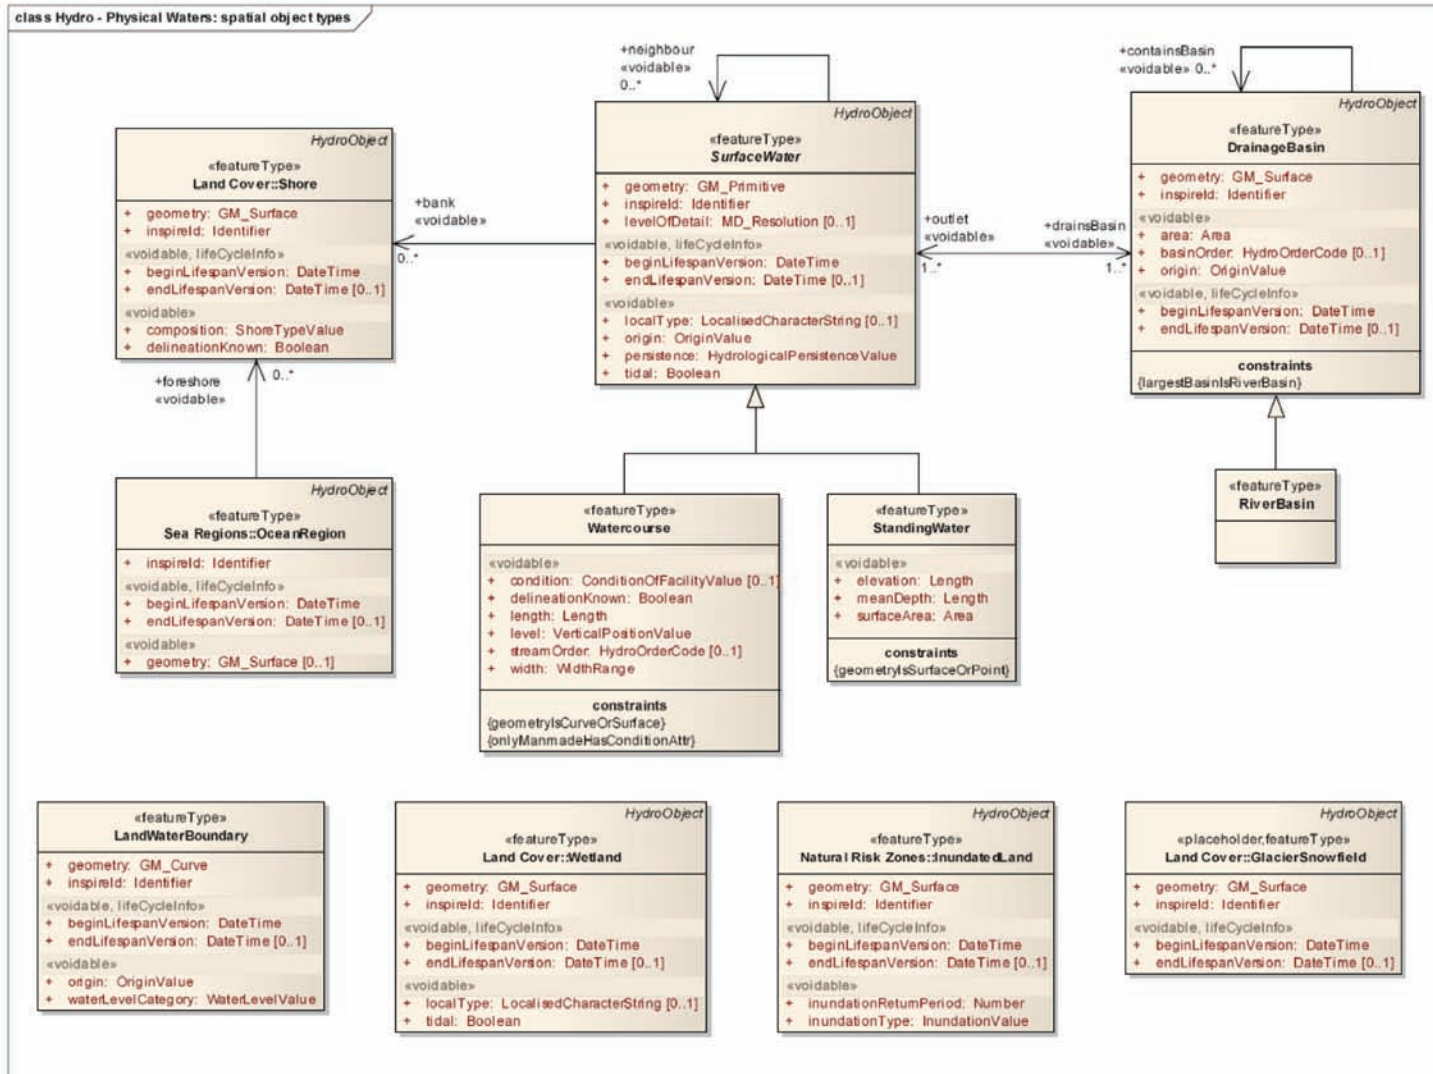 class Hydro - Physical Waters: spatial object types
+neighbour
«voidable»
0..*
+containsBasin
«voidable» 0..*
HydroObject
«featureType»
Land Cover::Shore
+ geometry: GM_Surface
+ inspireId: Identifier
«voidable, lifeCycleInfo»
+ beginLifespanVersion: DateTime
+ endLifespanVersion: DateTime [0..1]
«voidable»
+ composition: ShoreTypeValue
+ delineationKnown: Boolean
+bank
«voidable»
0..*
HydroObject
«featureType»
SurfaceWater
+ geometry: GM_Primitive
+ inspireId: Identifier
+ levelOfDetail: MD_Resolution [0..1]
«voidable, lifeCycleInfo»
+ beginLifespanVersion: DateTime
+ endLifespanVersion: DateTime [0..1]
«voidable»
+ localType: LocalisedCharacterString [0..1]
+ origin: OriginValue
+ persistence: HydrologicalPersistenceValue
+ tidal: Boolean
+outlet
«voidable»
1..*
+drainsBasin
«voidable»
1..*
HydroObject
«featureType»
DrainageBasin
+ geometry: GM_Surface
+ inspireId: Identifier
«voidable»
+ area: Area
+ basinOrder: HydroOrderCode [0..1]
+ origin: OriginValue
«voidable, lifeCycleInfo»
+ beginLifespanVersion: DateTime
+ endLifespanVersion: DateTime [0..1]
constraints
{largestBasinIsRiverBasin}
+foreshore
«voidable»
0..*
HydroObject
«featureType»
Sea Regions::OceanRegion
+ inspireId: Identifier
«voidable, lifeCycleInfo»
+ beginLifespanVersion: DateTime
+ endLifespanVersion: DateTime [0..1]
«voidable»
+ geometry: GM_Surface [0..1]
«featureType»
Watercourse
«voidable»
+ condition: ConditionOfFacilityValue [0..1]
+ delineationKnown: Boolean
+ length: Length
+ level: VerticalPositionValue
+ streamOrder: HydroOrderCode [0..1]
+ width: WidthRange
constraints
{geometryIsCurveOrSurface}
{onlyManmadeHasConditionAttr}
«featureType»
StandingWater
«voidable»
+ elevation: Length
+ meanDepth: Length
+ surfaceArea: Area
constraints
{geometryIsSurfaceOrPoint}
«featureType»
RiverBasin
«featureType»
LandWaterBoundary
+ geometry: GM_Curve
+ inspireId: Identifier
«voidable, lifeCycleInfo»
+ beginLifespanVersion: DateTime
+ endLifespanVersion: DateTime [0..1]
«voidable»
+ origin: OriginValue
+ waterLevelCategory: WaterLevelValue
HydroObject
«featureType»
Land Cover::Wetland
+ geometry: GM_Surface
+ inspireId: Identifier
«voidable, lifeCycleInfo»
+ beginLifespanVersion: DateTime
+ endLifespanVersion: DateTime [0..1]
«voidable»
+ localType: LocalisedCharacterString [0..1]
+ tidal: Boolean
HydroObject
«featureType»
Natural Risk Zones::InundatedLand
+ geometry: GM_Surface
+ inspireId: Identifier
«voidable, lifeCycleInfo»
+ beginLifespanVersion: DateTime
+ endLifespanVersion: DateTime [0..1]
«voidable»
+ inundationReturnPeriod: Number
+ inundationType: InundationValue
HydroObject
«placeholder,featureType»
Land Cover::GlacierSnowfield
+ geometry: GM_Surface
+ inspireId: Identifier
«voidable, lifeCycleInfo»
+ beginLifespanVersion: DateTime
+ endLifespanVersion: DateTime [0..1]